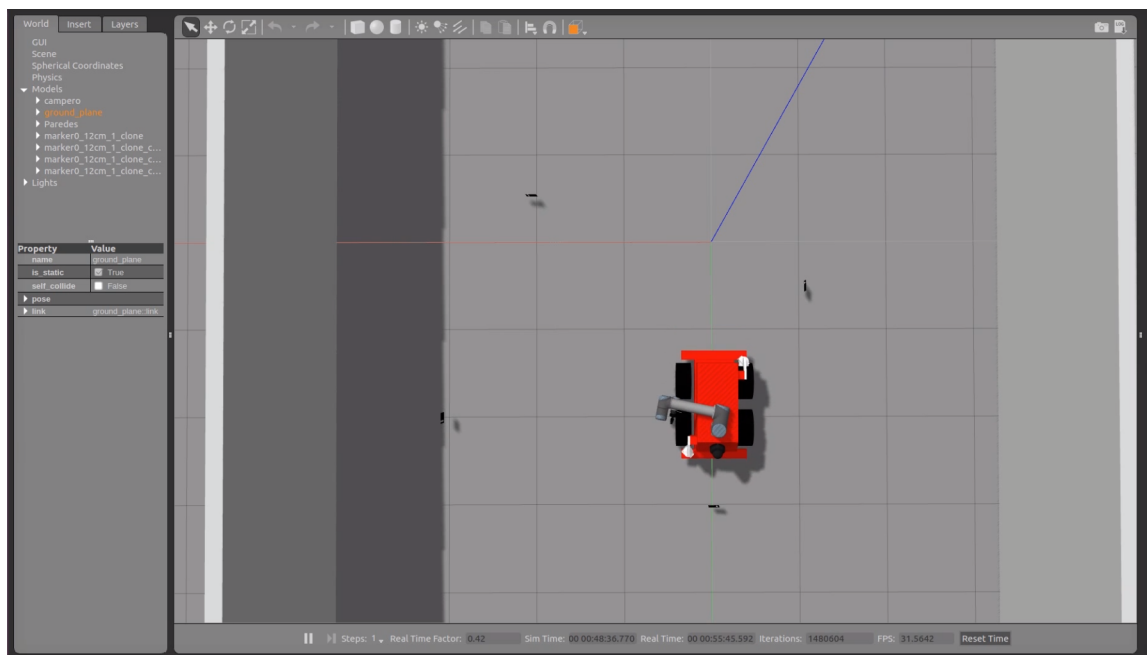 World Insert Layers
GUI
Scene
Spherical Coordinates
Physics
Models
campero
ground_plane
Paredes
marker0_12cm_1_clone
marker0_12cm_1_clone_c...
marker0_12cm_1_clone_c...
marker0_12cm_1_clone_c...
Lights
Property Value
name ground_plane
is_static True
self_collide False
pose
link ground_plane::link
Steps: 1 Real Time Factor: 0.42 Sim Time: 00 00:48:36.770 Real Time: 00 00:55:45.592 Iterations: 1480604 FPS: 31.5642 Reset Time